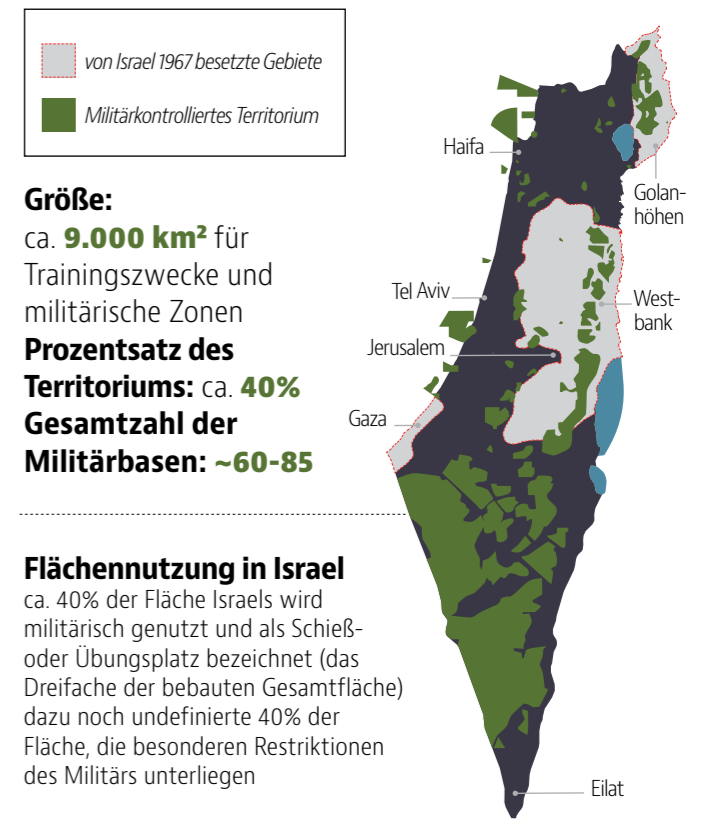 von Israel 1967 besetzte Gebiete
Militärkontrolliertes Territorium
Größe:
ca. 9.000 km² für
Trainingszwecke und
militärische Zonen
Prozentsatz des
Territoriums: ca. 40%
Gesamtzahl der
Militärbasen: ~60-85
Flächennutzung in Israel
ca. 40% der Fläche Israels wird
militärisch genutzt und als Schieß-
oder Übungsplatz bezeichnet (das
Dreifache der bebauten Gesamtfläche)
dazu noch undefinierte 40% der
Fläche, die besonderen Restriktionen
des Militärs unterliegen
Haifa
Golan-
höhen
Tel Aviv
West-
bank
Jerusalem
Gaza
Eilat